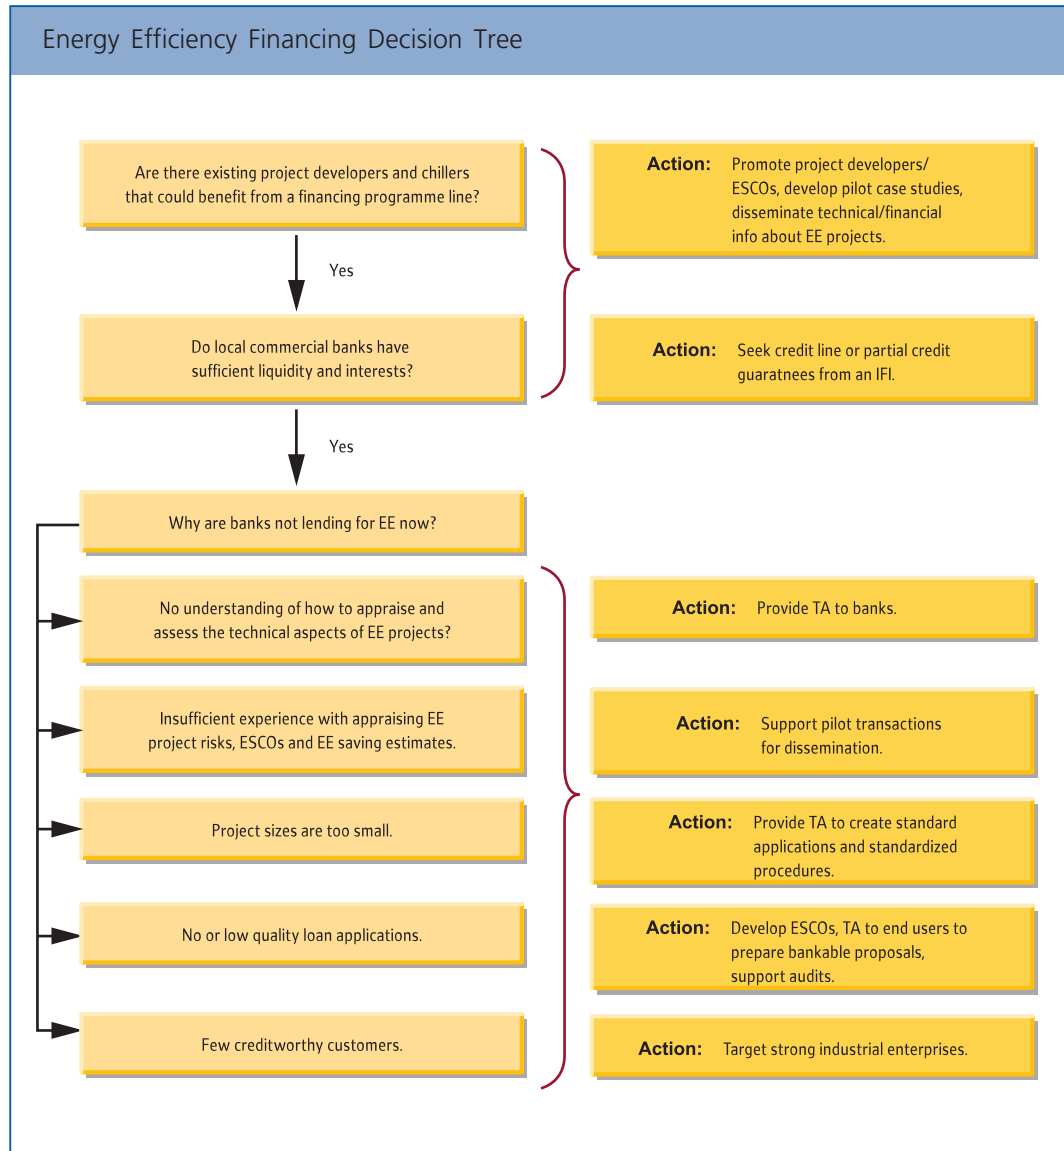 Energy Efficiency Financing Decision Tree
Are there existing project developers and chillers
that could benefit from a financing programme line?
Action: Promote project developers/
ESCOs, develop pilot case studies,
disseminate technical/financial
info about EE projects.
Yes
Do local commercial banks have
sufficient liquidity and interests?
Action: Seek credit line or partial credit
guaratnees from an IFI.
Yes
Why are banks not lending for EE now?
No understanding of how to appraise and
assess the technical aspects of EE projects?
Action: Provide TA to banks.
Insufficient experience with appraising EE
project risks, ESCOs and EE saving estimates.
Action: Support pilot transactions
for dissemination.
Project sizes are too small.
Action: Provide TA to create standard
applications and standardized
procedures.
No or low quality loan applications.
Action: Develop ESCOs, TA to end users to
prepare bankable proposals,
support audits.
Few creditworthy customers.
Action: Target strong industrial enterprises.